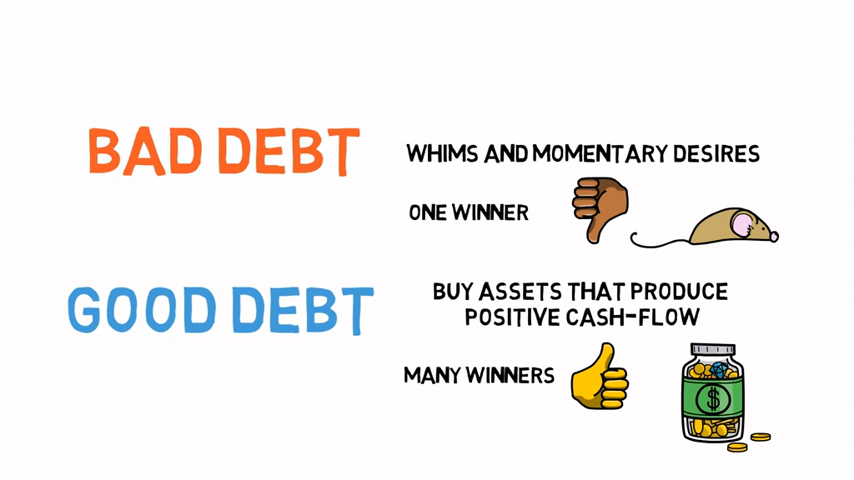 BAD DEBT
WHIMS AND MOMENTARY DESIRES
ONE WINNER
GOOD DEBT
BUY ASSETS THAT PRODUCE
POSITIVE CASH-FLOW
MANY WINNERS
$